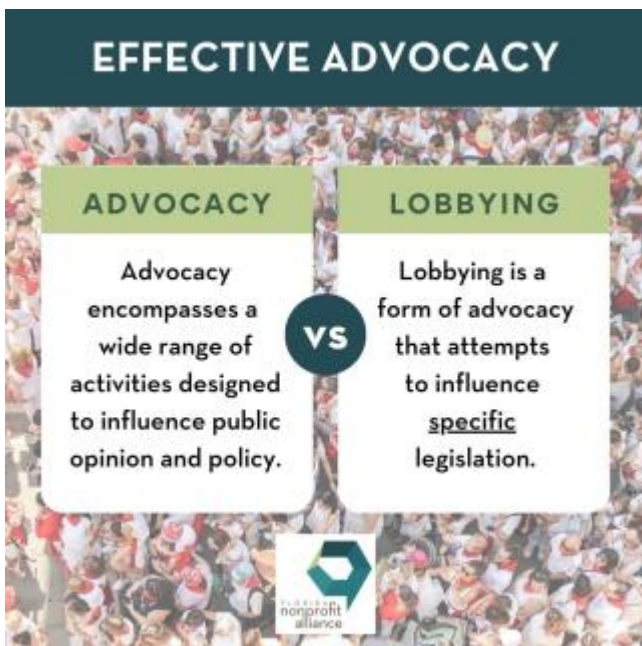 EFFECTIVE ADVOCACY
ADVOCACY
Advocacy
encompasses a
wide range of
activities designed
to influence public
opinion and policy.
vs
LOBBYING
Lobbying is a
form of advocacy
that attempts
to influence
specific
legislation.
FLORIDA
nonprofit
alliance